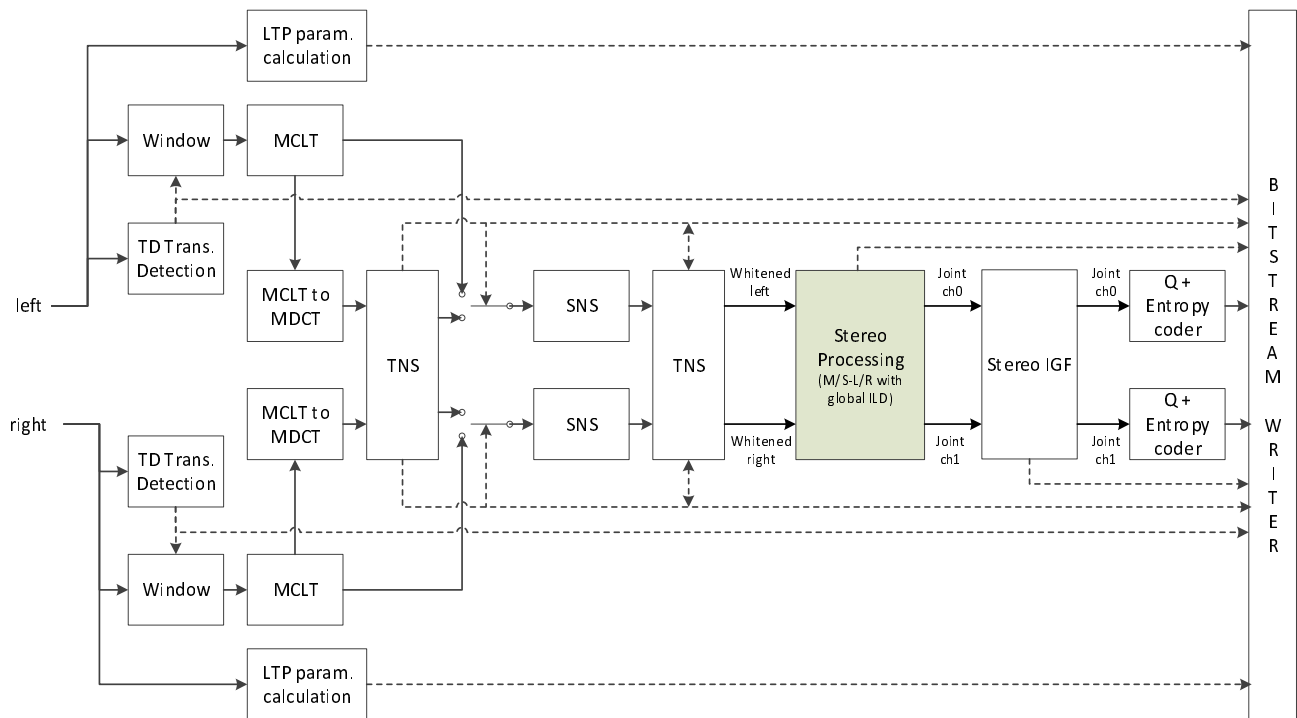 LTP param.
calculation
Window
MCLT
TD Trans.
Detection
left
MCLT to
MDCT
TNS
SNS
TNS
Whitened
left
Stereo
Processing
(M/S-L/R with
global ILD)
Joint
ch0
Stereo IGF
Joint
ch0
Q +
Entropy
coder
right
MCLT to
MDCT
SNS
Whitened
right
Joint
ch1
Joint
ch1
Q +
Entropy
coder
TD Trans.
Detection
Window
MCLT
LTP param.
calculation
BITSTREAM WRITER